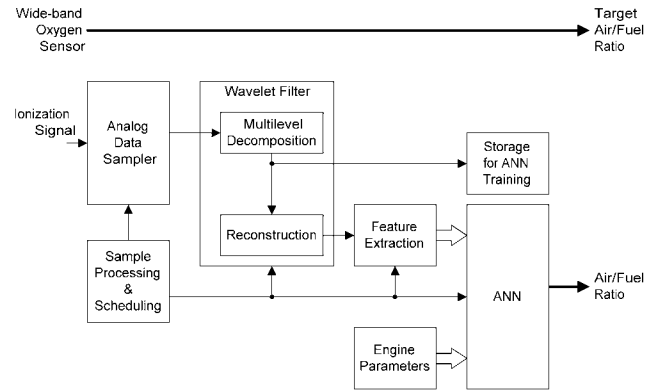 Wide-band
Oxygen
Sensor
Target
Air/Fuel
Ratio
Ionization
Signal
Analog
Data
Sampler
Wavelet Filter
Multilevel
Decomposition
Storage
for ANN
Training
Reconstruction
Feature
Extraction
Sample
Processing
&
Scheduling
ANN
Air/Fuel
Ratio
Engine
Parameters